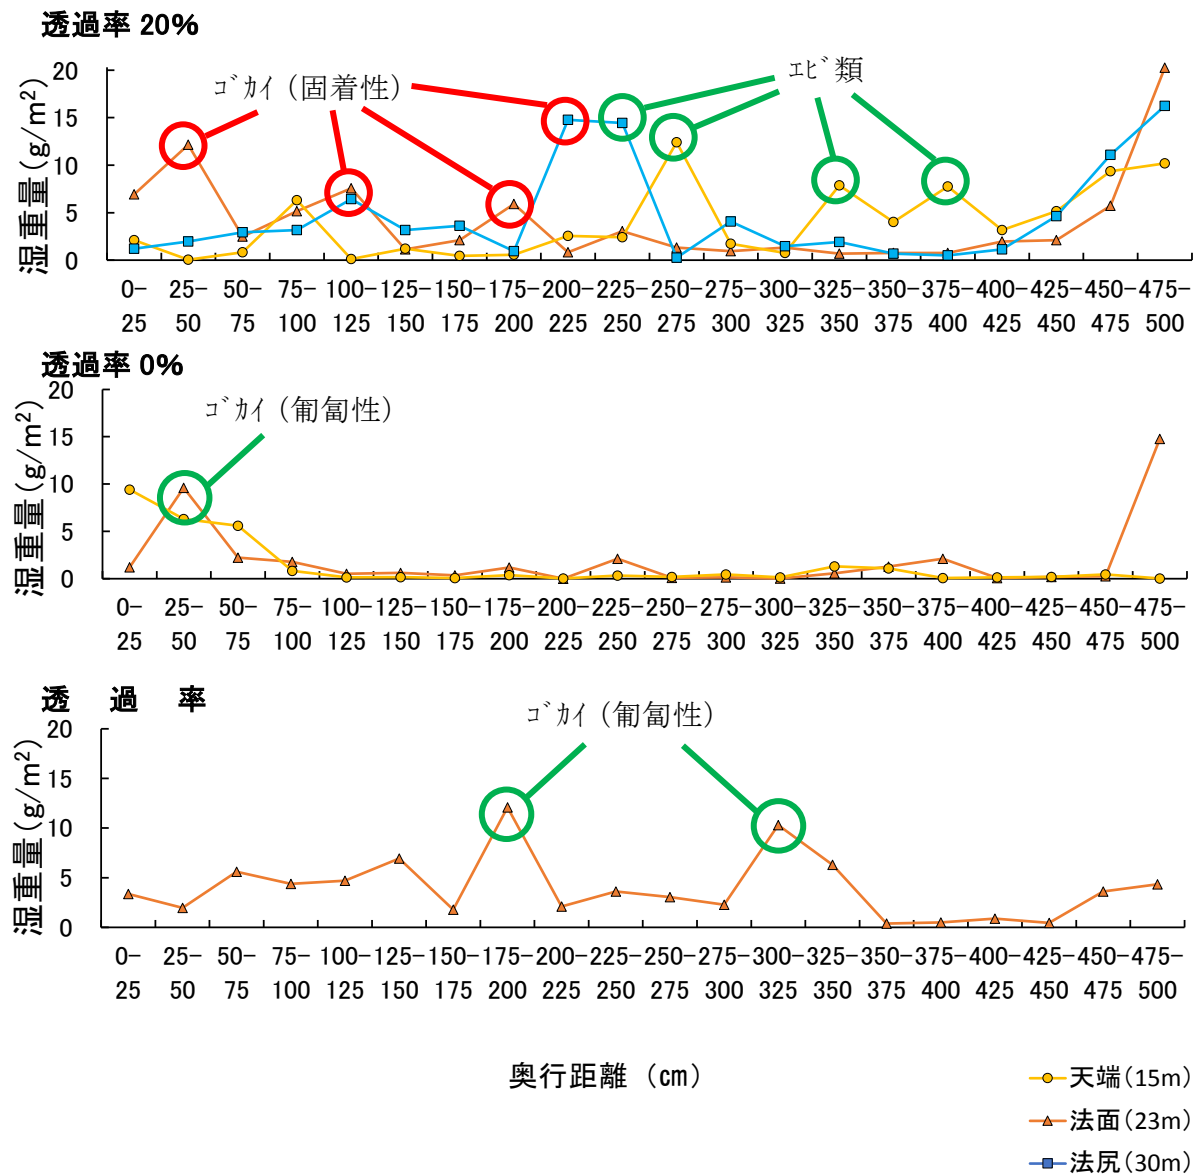 透過率 20%
湿重量(g/m2)
20
15
10
5
0
ｺﾞｶｲ (固着性)
ｴﾋﾞ類
0- 25- 50- 75- 100- 125- 150- 175- 200- 225- 250- 275- 300- 325- 350- 375- 400- 425- 450- 475-
25 50 75 100 125 150 175 200 225 250 275 300 325 350 375 400 425 450 475 500
透過率 0%
湿重量(g/m2)
20
15
10
5
0
ｺﾞｶｲ (匍匐性)
0- 25- 50- 75- 100- 125- 150- 175- 200- 225- 250- 275- 300- 325- 350- 375- 400- 425- 450- 475-
25 50 75 100 125 150 175 200 225 250 275 300 325 350 375 400 425 450 475 500
透 過 率
湿重量(g/m2)
20
15
10
5
0
ｺﾞｶｲ (匍匐性)
0- 25- 50- 75- 100- 125- 150- 175- 200- 225- 250- 275- 300- 325- 350- 375- 400- 425- 450- 475-
25 50 75 100 125 150 175 200 225 250 275 300 325 350 375 400 425 450 475 500
奥行距離 (㎝)
天端(15m)
法面(23m)
法尻(30m)